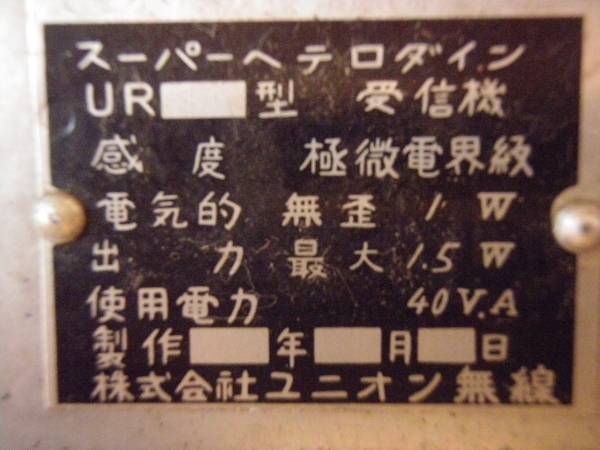 スーパーヘテロダイン
UR 型 受信機
感度 極微電界級
電気的 無歪 1 W
出力 最大 1.5 W
使用電力 40 V.A
製作 年 月 日
株式会社ユニオン無線